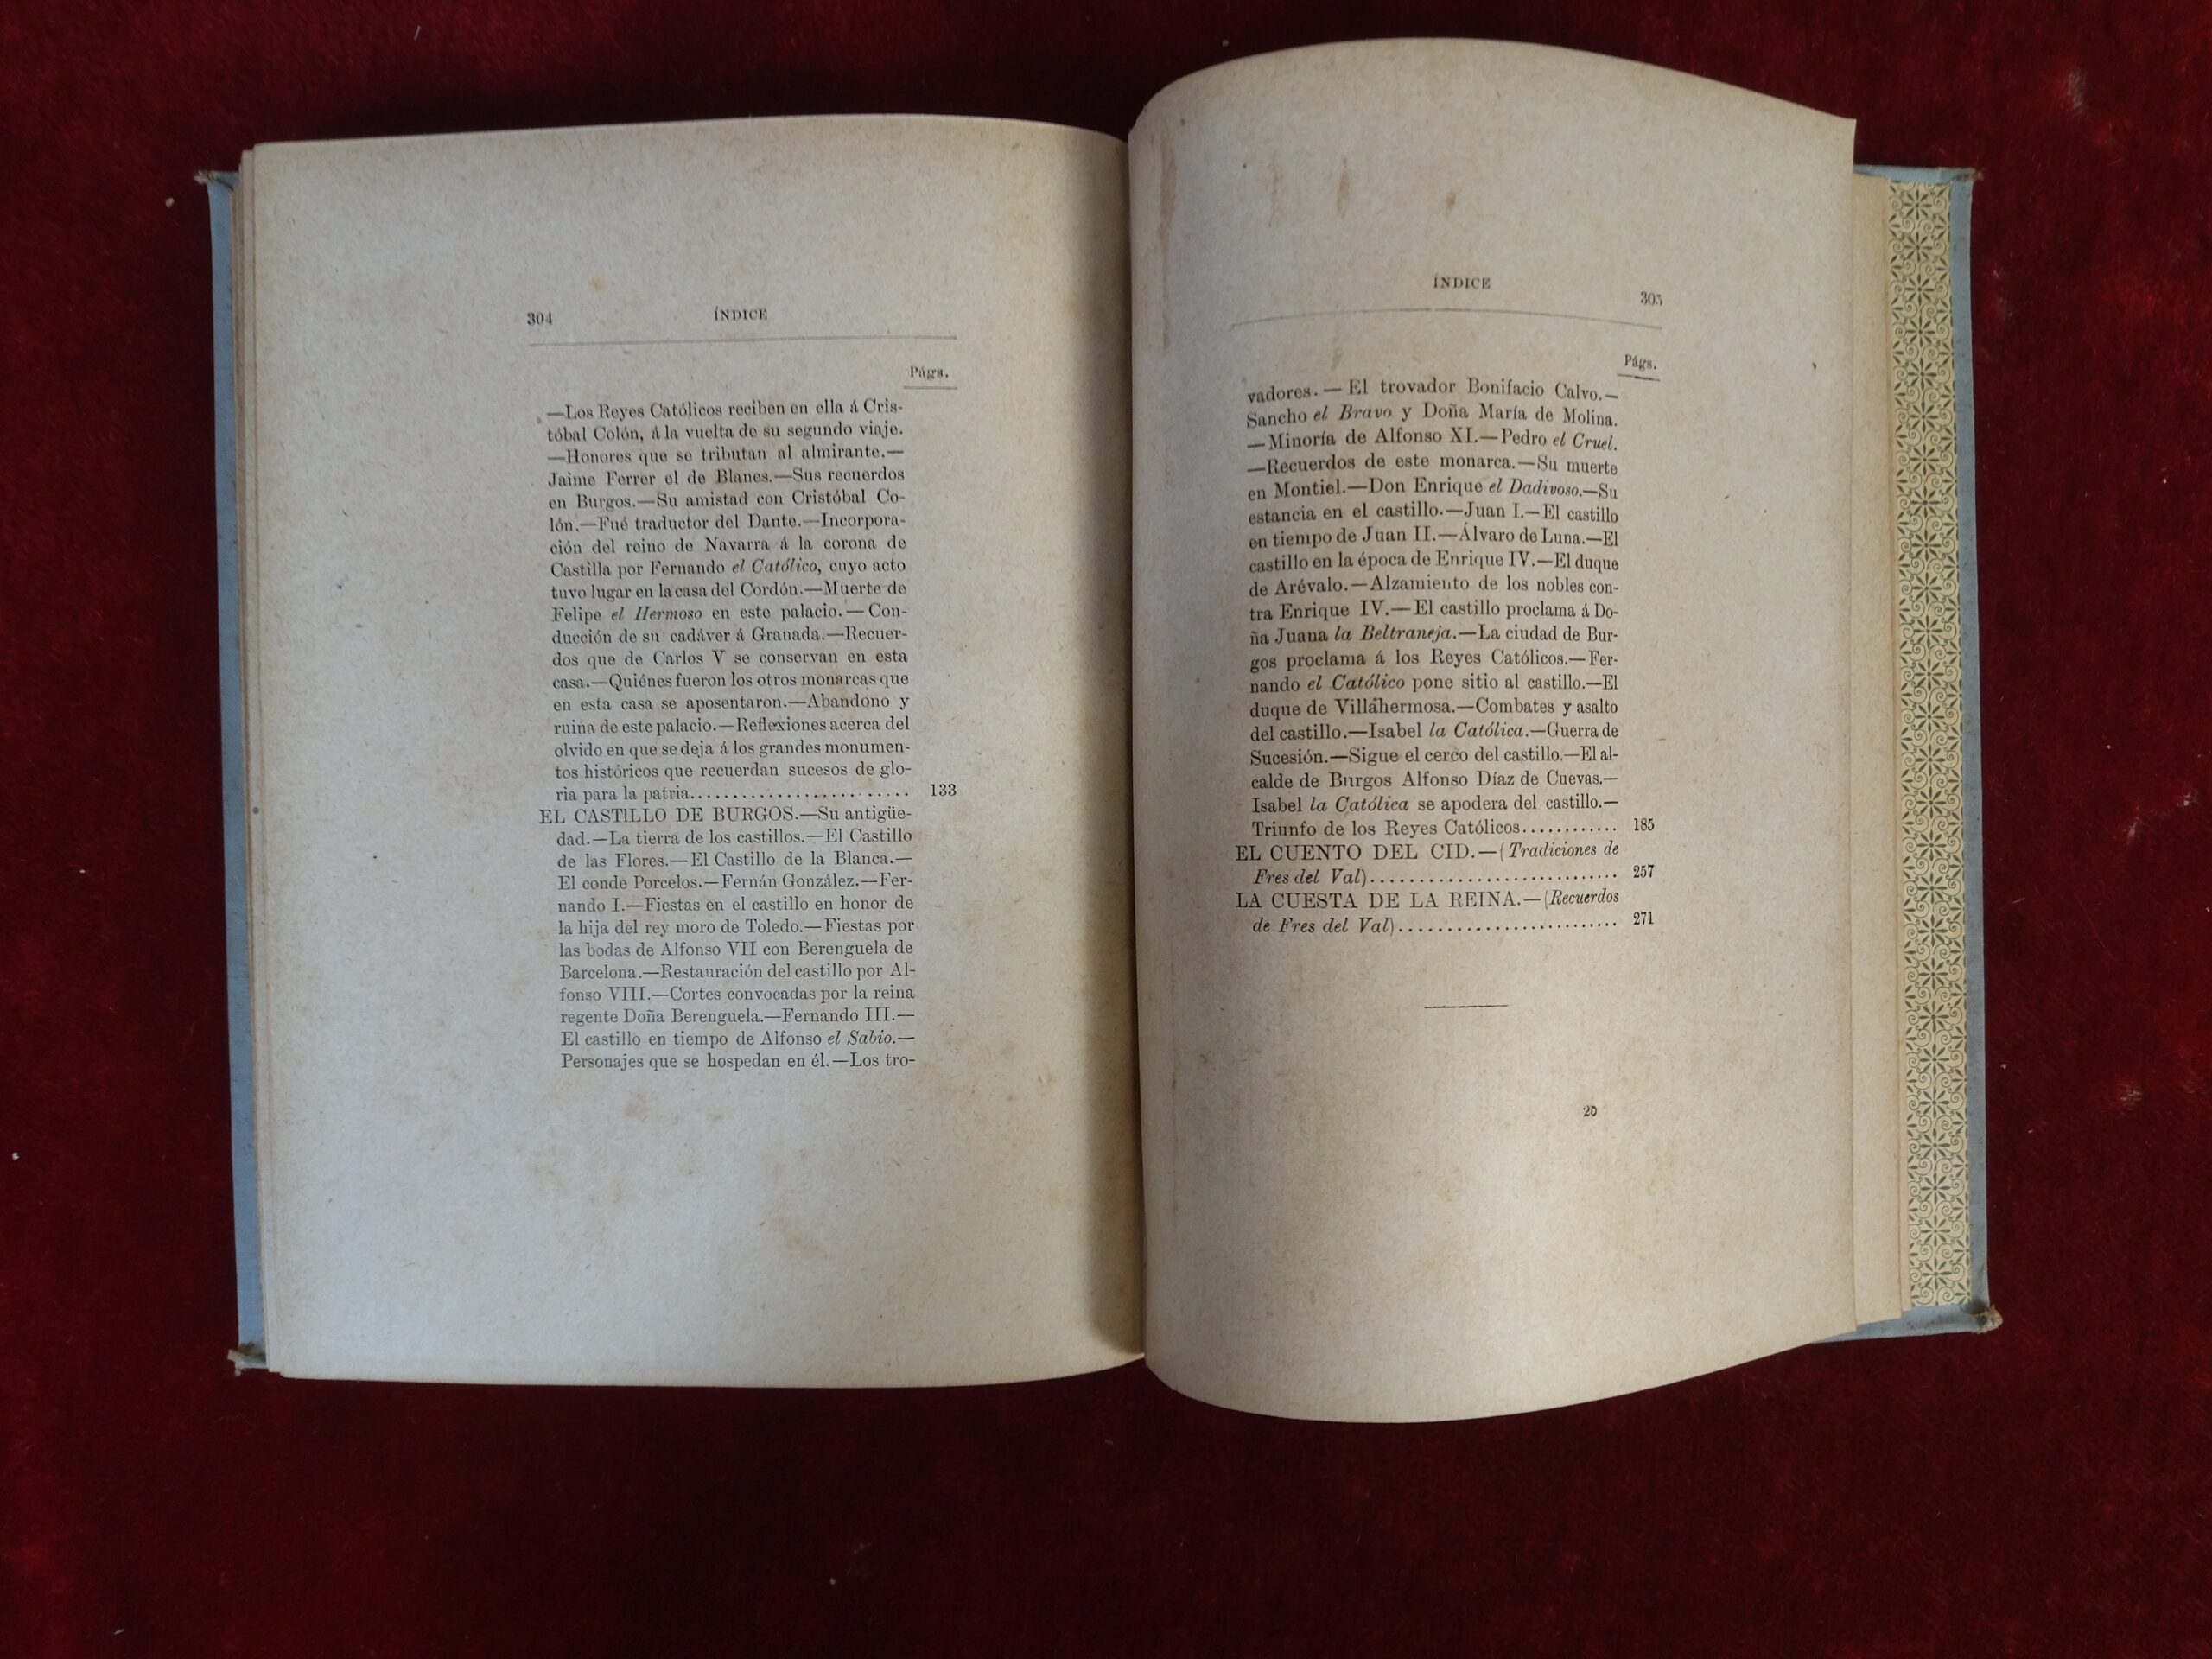 304
ÍNDICE
Págs.
—Los Reyes Católicos reciben en ella á Cris-
tóbal Colón, á la vuelta de su segundo viaje.
—Honores que se tributan al almirante.—
Jaime Ferrer el de Blanes.—Sus recuerdos
en Burgos.—Su amistad con Cristóbal Co-
lón.—Fué traductor del Dante.—Incorpora-
ción del reino de Navarra á la corona de
Castilla por Fernando el Católico, cuyo acto
tuvo lugar en la casa del Cordón.—Muerte de
Felipe el Hermoso en este palacio.—Con-
ducción de su cadáver á Granada.—Recuer-
dos que de Carlos V se conservan en esta
casa.—Quiénes fueron los otros monarcas que
en esta casa se aposentaron.—Abandono y
ruina de este palacio.—Reflexiones acerca del
olvido en que se deja á los grandes monumen-
tos históricos que recuerdan sucesos de glo-
ria para la patria........................... 133
EL CASTILLO DE BURGOS.—Su antigüe-
dad.—La tierra de los castillos.—El Castillo
de las Flores.—El Castillo de la Blanca.—
El conde Porcelos.—Fernán González.—Fer-
nando I.—Fiestas en el castillo en honor de
la hija del rey moro de Toledo.—Fiestas por
las bodas de Alfonso VII con Berenguela de
Barcelona.—Restauración del castillo por Al-
fonso VIII.—Cortes convocadas por la reina
regente Doña Berenguela.—Fernando III.—
El castillo en tiempo de Alfonso el Sabio.—
Personajes que se hospedan en él.—Los tro-
ÍNDICE
305
Págs.
vadores.—El trovador Bonifacio Calvo.—
Sancho el Bravo y Doña María de Molina.
—Minoría de Alfonso XI.—Pedro el Cruel.
—Recuerdos de este monarca.—Su muerte
en Montiel.—Don Enrique el Dadivoso.—Su
estancia en el castillo.—Juan I.—El castillo
en tiempo de Juan II.—Álvaro de Luna.—El
castillo en la época de Enrique IV.—El duque
de Arévalo.—Alzamiento de los nobles con-
tra Enrique IV.—El castillo proclama á Do-
ña Juana la Beltraneja.—La ciudad de Bur-
gos proclama á los Reyes Católicos.—Fer-
nando el Católico pone sitio al castillo.—El
duque de Villahermosa.—Combates y asalto
del castillo.—Isabel la Católica.—Guerra de
Sucesión.—Sigue el cerco del castillo.—El al-
calde de Burgos Alfonso Díaz de Cuevas.—
Isabel la Católica se apodera del castillo.—
Triunfo de los Reyes Católicos............ 185
EL CUENTO DEL CID.—(Tradiciones de
Fres del Val)........................... 257
LA CUESTA DE LA REINA.—(Recuerdos
de Fres del Val)........................ 271
20